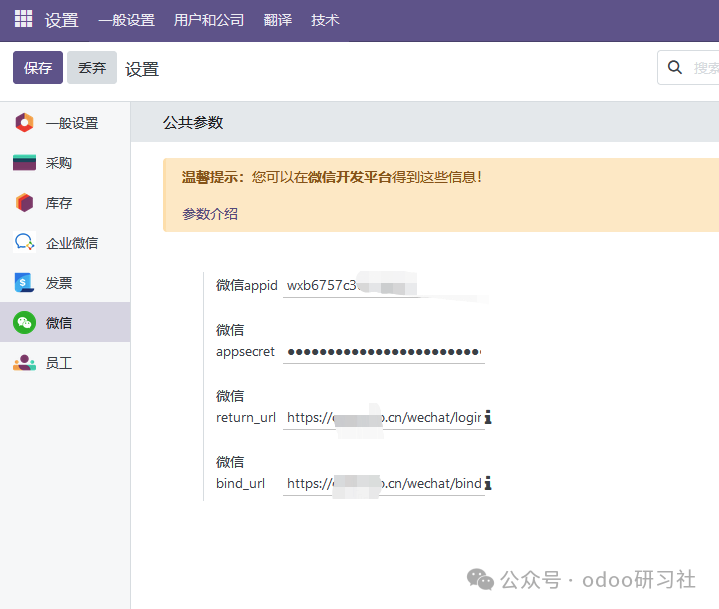 设置 一般设置 用户和公司 翻译 技术
保存 丢弃 设置 搜索
一般设置
采购
库存
企业微信
发票
微信
员工
公共参数
温馨提示：您可以在微信开发平台得到这些信息！
参数介绍
微信appid wxb6757c3
微信
appsecret ••••••••••••••••••••••••
微信
return_url https:// .cn/wechat/login
微信
bind_url https:// .cn/wechat/bind
公众号 · odoo研习社